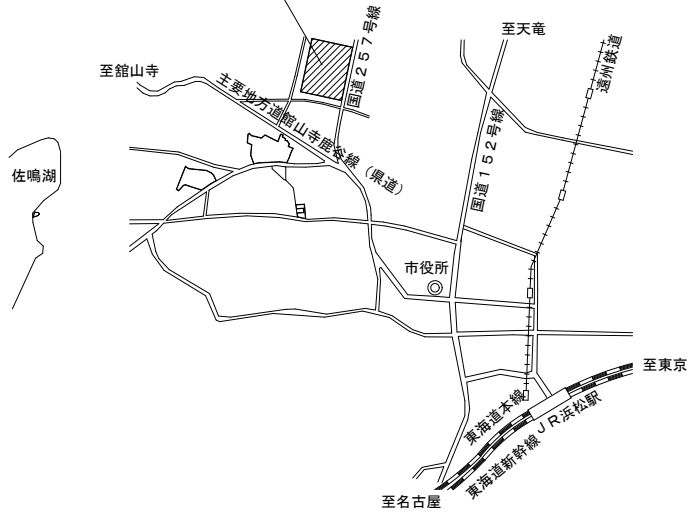 国道２５７号線
至天竜
遠州鉄道
至舘山寺
主要地方道舘山寺鹿谷線（県道）
国道１５２号線
佐鳴湖
市役所
至東京
東海道本線
ＪＲ浜松駅
東海道新幹線
至名古屋